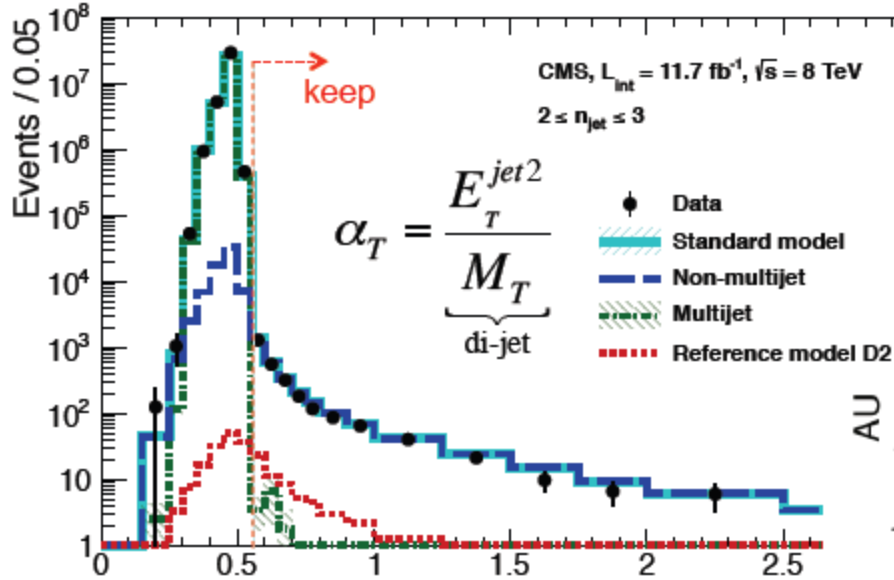 Events / 0.05
10⁸
10⁷
10⁶
10⁵
10⁴
10³
10²
10
1
0
0.5
1
1.5
2
2.5
keep
CMS, L_int = 11.7 fb⁻¹, √s = 8 TeV
2 ≤ n_jet ≤ 3
α_T = E_T^{jet2} / M_T
di-jet
Data
Standard model
Non-multijet
Multijet
Reference model D2
AU